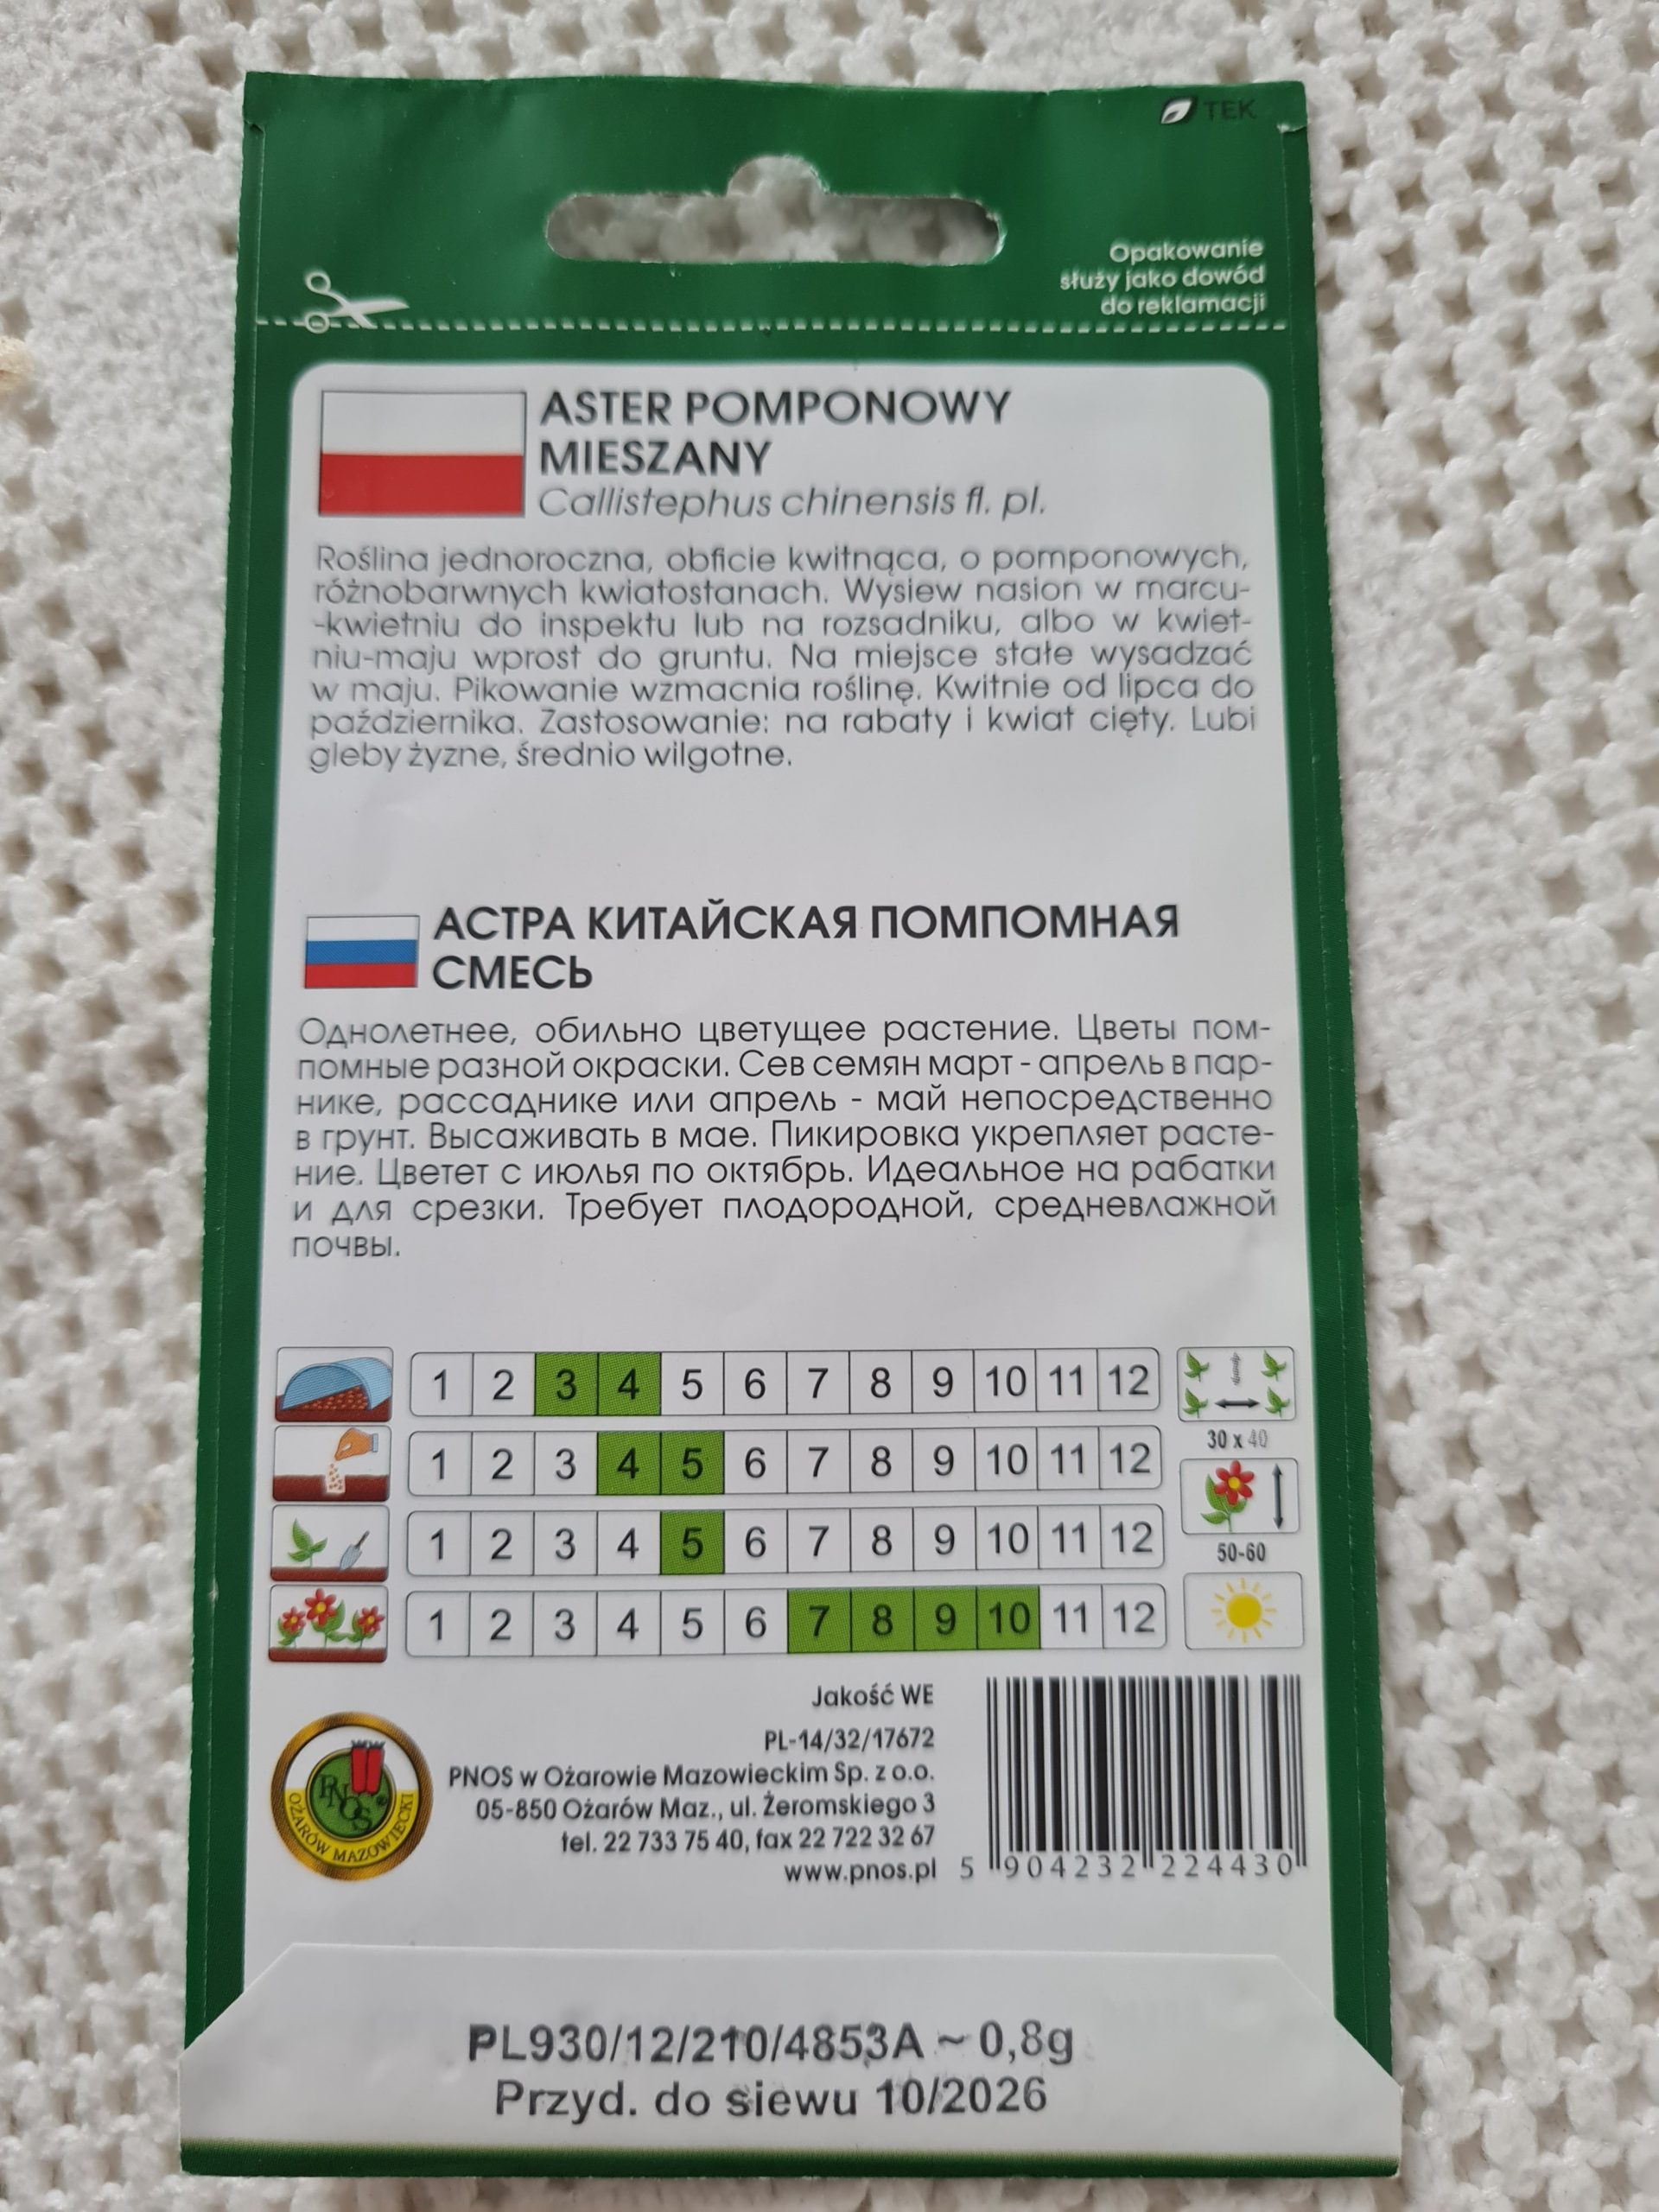 TEK
Opakowanie
służy jako dowód
do reklamacji
ASTER POMPONOWY
MIESZANY
Callistephus chinensis fl. pl.
Roślina jednoroczna, obficie kwitnąca, o pomponowych,
różnobarwnych kwiatostanach. Wysiew nasion w marcu-
-kwietniu do inspektu lub na rozsadniku, albo w kwiet-
niu-maju wprost do gruntu. Na miejsce stałe wysadzać
w maju. Pikowanie wzmacnia roślinę. Kwitnie od lipca do
października. Zastosowanie: na rabaty i kwiat cięty. Lubi
gleby żyzne, średnio wilgotne.
АСТРА КИТАЙСКАЯ ПОМПОМНАЯ
СМЕСЬ
Однолетнее, обильно цветущее растение. Цветы пом-
помные разной окраски. Сев семян март - апрель в пар-
нике, рассаднике или апрель - май непосредственно
в грунт. Высаживать в мае. Пикировка укрепляет расте-
ние. Цветет с июлья по октябрь. Идеальное на рабатки
и для срезки. Требует плодородной, средневлажной
почвы.
1 2 3 4 5 6 7 8 9 10 11 12
30 x 40
1 2 3 4 5 6 7 8 9 10 11 12
1 2 3 4 5 6 7 8 9 10 11 12
50-60
1 2 3 4 5 6 7 8 9 10 11 12
Jakość WE
PL-14/32/17672
PNOS w Ożarowie Mazowieckim Sp. z o.o.
05-850 Ożarów Maz., ul. Żeromskiego 3
tel. 22 733 75 40, fax 22 722 32 67
www.pnos.pl
PNOS®
OŻARÓW MAZOWIECKI
5 904232 224430
PL930/12/210/4853A ~ 0,8g
Przyd. do siewu 10/2026